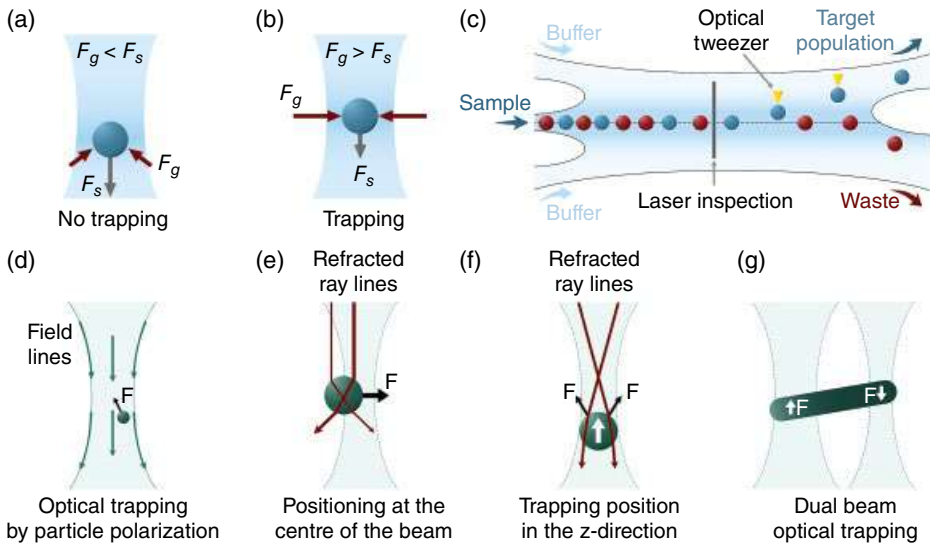 (a)
F_g < F_s
F_s
F_g
No trapping
(b)
F_g > F_s
F_g
F_s
Trapping
(c)
Buffer
Optical
tweezer
Target
population
Sample
Buffer
Laser inspection
Waste
(d)
Field
lines
F
Optical trapping
by particle polarization
(e)
Refracted
ray lines
F
Positioning at the
centre of the beam
(f)
Refracted
ray lines
F
F
Trapping position
in the z-direction
(g)
F
F
Dual beam
optical trapping